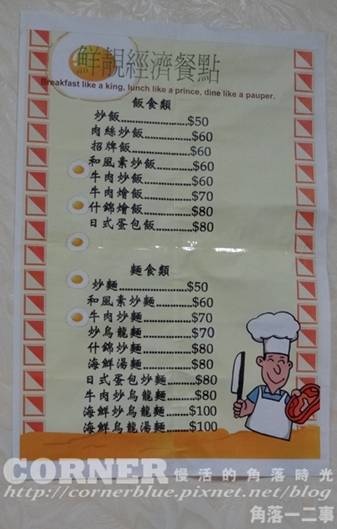 鮮靚經濟餐點
Breakfast like a king, lunch like a prince, dine like a pauper.
飯食類
炒飯....................$50
肉絲炒飯..............$60
招牌飯................$60
和風素炒飯..........$60
牛肉炒飯..............$60
牛肉燴飯..............$70
什錦燴飯..............$80
日式蛋包飯..........$80
麵食類
炒麵....................$50
和風素炒麵..........$60
牛肉炒麵..............$70
炒烏龍麵..............$70
什錦炒麵..............$80
海鮮湯麵..............$80
日式蛋包炒麵.......$80
牛肉炒烏龍麵.......$80
海鮮炒烏龍麵.......$100
海鮮烏龍湯麵.......$100
CORNER 慢活的角落時光
http://cornerblue.pixnet.net/blog
角落一二事